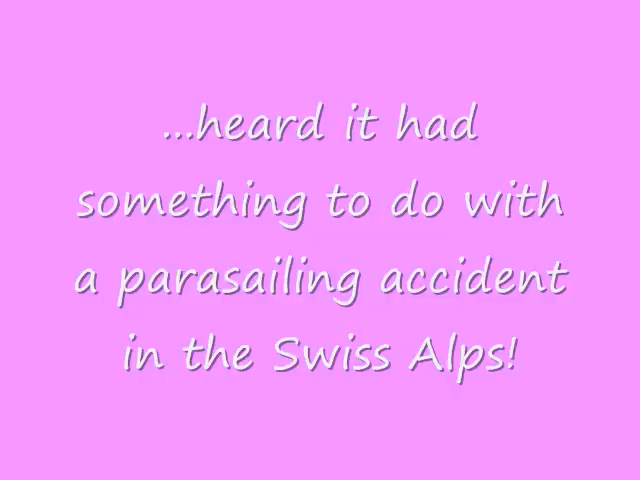 ...heard it had
something to do with
a parasailing accident
in the Swiss Alps!